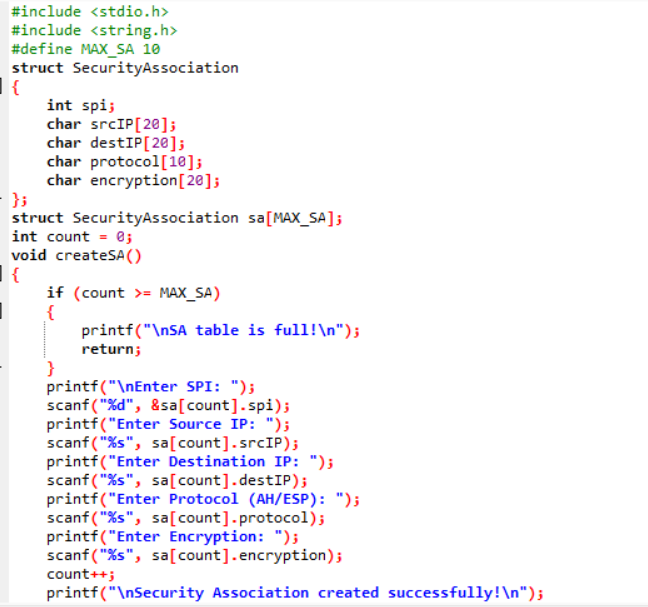 #include <stdio.h>
#include <string.h>
#define MAX_SA 10
struct SecurityAssociation
{
    int spi;
    char srcIP[20];
    char destIP[20];
    char protocol[10];
    char encryption[20];
};
struct SecurityAssociation sa[MAX_SA];
int count = 0;
void createSA()
{
    if (count >= MAX_SA)
    {
        printf("\nSA table is full!\n");
        return;
    }
    printf("\nEnter SPI: ");
    scanf("%d", &sa[count].spi);
    printf("Enter Source IP: ");
    scanf("%s", sa[count].srcIP);
    printf("Enter Destination IP: ");
    scanf("%s", sa[count].destIP);
    printf("Enter Protocol (AH/ESP): ");
    scanf("%s", sa[count].protocol);
    printf("Enter Encryption: ");
    scanf("%s", sa[count].encryption);
    count++;
    printf("\nSecurity Association created successfully!\n");